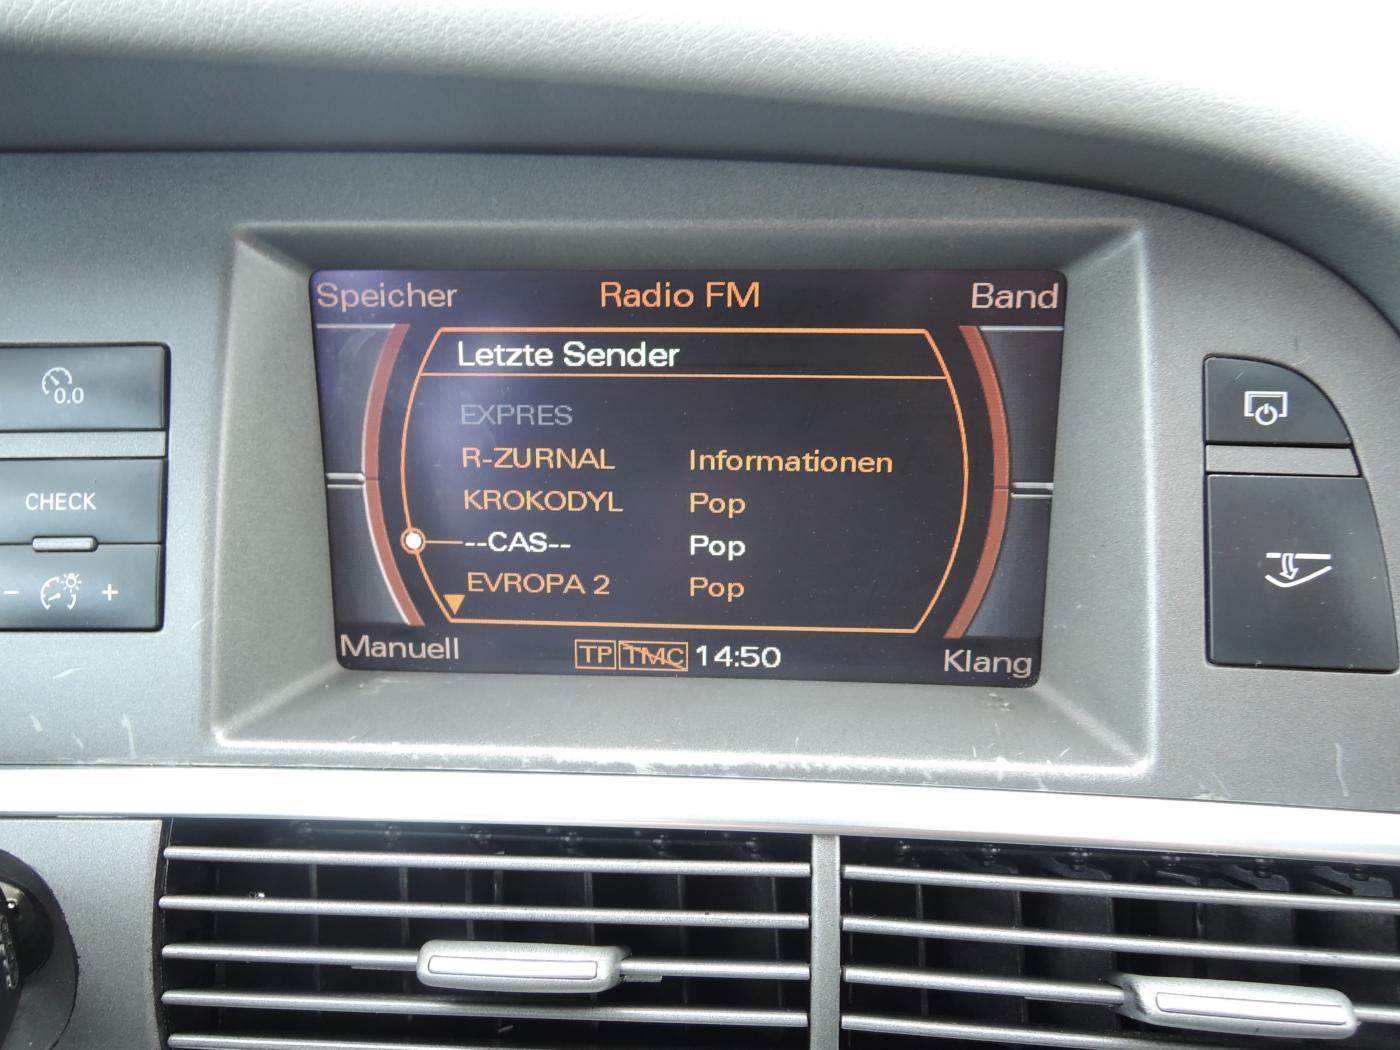 Speicher Radio FM Band
Letzte Sender
EXPRES
R-ZURNAL Informationen
KROKODYL Pop
--CAS-- Pop
EVROPA 2 Pop
Manuell TP TMC 14:50 Klang
0.0
CHECK
- +